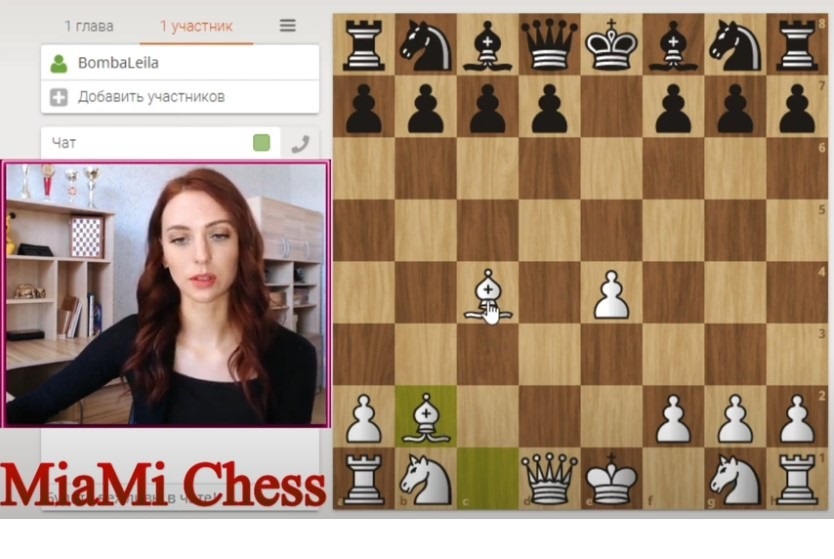 1 глава 1 участник
BombaLeila
Добавить участников
Чат
MiaMi Chess
8
7
6
5
4
3
2
1
a b c d e f g h